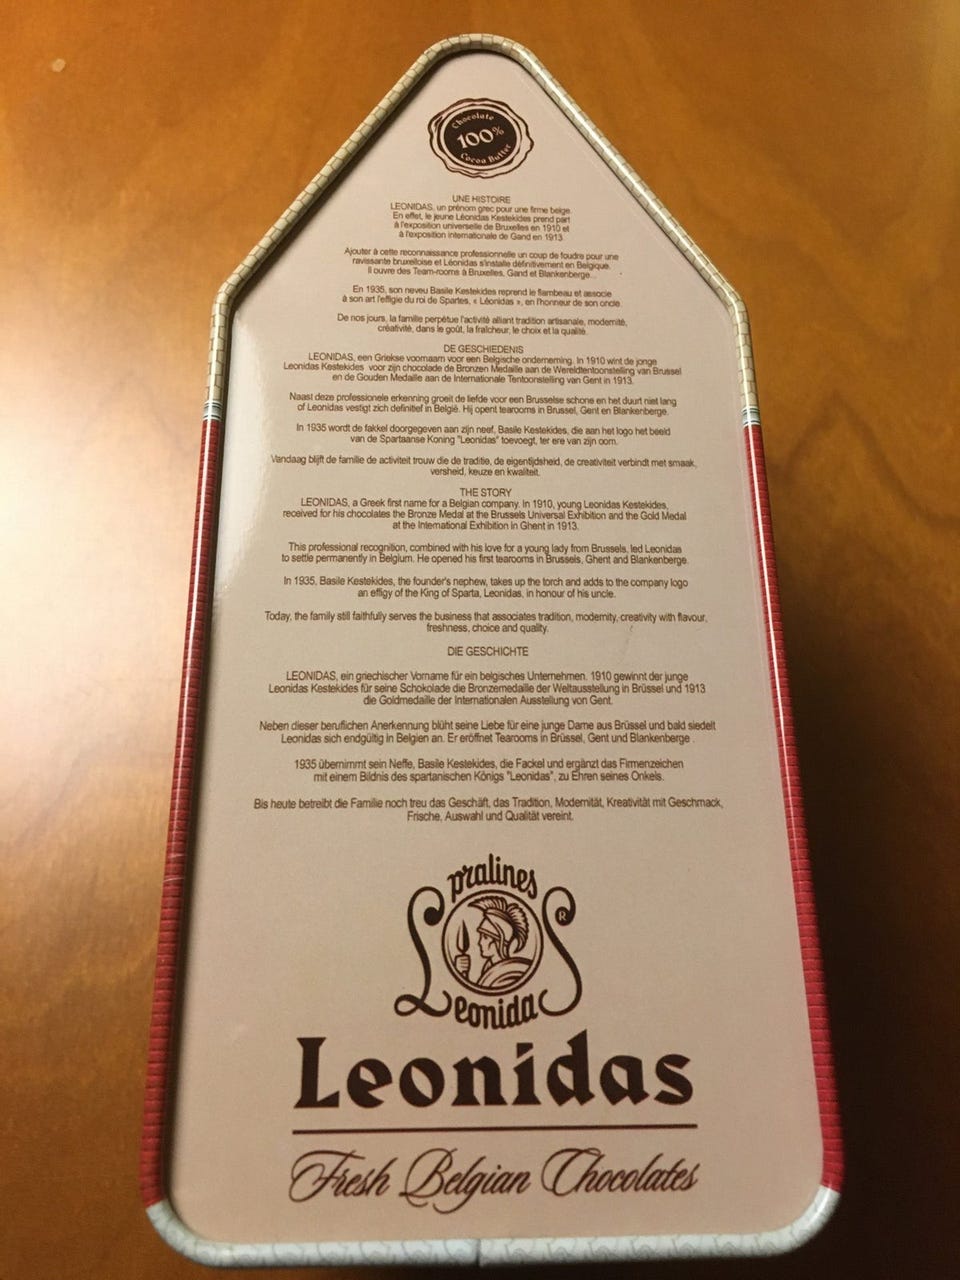 Chocolate
100%
Cocoa Butter
UNE HISTOIRE
LEONIDAS, un prénom grec pour une firme belge.
En effet, le jeune Léonidas Kestekides prend part
à l'exposition universelle de Bruxelles en 1910 et
à l'exposition internationale de Gand en 1913.
Ajouter à cette reconnaissance professionnelle un coup de foudre pour une
ravissante bruxelloise et Léonidas s'installe définitivement en Belgique.
Il ouvre des Team-rooms à Bruxelles, Gand et Blankenberge...
En 1935, son neveu Basile Kestekides reprend le flambeau et associe
à son art l'effigie du roi de Spartes, « Léonidas », en l'honneur de son oncle.
De nos jours, la famille perpétue l'activité alliant tradition artisanale, modernité,
créativité, dans le goût, la fraîcheur, le choix et la qualité.
DE GESCHIEDENIS
LEONIDAS, een Griekse voornaam voor een Belgische onderneming. In 1910 wint de jonge
Leonidas Kestekides voor zijn chocolade de Bronzen Medaille aan de Wereldtentoonstelling van Brussel
en de Gouden Medaille aan de Internationale Tentoonstelling van Gent in 1913.
Naast deze professionele erkenning groeit de liefde voor een Brusselse schone en het duurt niet lang
of Leonidas vestigt zich definitief in België. Hij opent tearooms in Brussel, Gent en Blankenberge.
In 1935 wordt de fakkel doorgegeven aan zijn neef, Basile Kestekides, die aan het logo het beeld
van de Spartaanse Koning "Leonidas" toevoegt, ter ere van zijn oom.
Vandaag blijft de familie de activiteit trouw die de traditie, de eigentijdsheid, de creativiteit verbindt met smaak,
versheid, keuze en kwaliteit.
THE STORY
LEONIDAS, a Greek first name for a Belgian company. In 1910, young Leonidas Kestekides,
received for his chocolates the Bronze Medal at the Brussels Universal Exhibition and the Gold Medal
at the International Exhibition in Ghent in 1913.
This professional recognition, combined with his love for a young lady from Brussels, led Leonidas
to settle permanently in Belgium. He opened his first tearooms in Brussels, Ghent and Blankenberge.
In 1935, Basile Kestekides, the founder's nephew, takes up the torch and adds to the company logo
an effigy of the King of Sparta, Leonidas, in honour of his uncle.
Today, the family still faithfully serves the business that associates tradition, modernity, creativity with flavour,
freshness, choice and quality.
DIE GESCHICHTE
LEONIDAS, ein griechischer Vorname für ein belgisches Unternehmen. 1910 gewinnt der junge
Leonidas Kestekides für seine Schokolade die Bronzemedaille der Weltausstellung in Brüssel und 1913
die Goldmedaille der Internationalen Ausstellung von Gent.
Neben dieser beruflichen Anerkennung blüht seine Liebe für eine junge Dame aus Brüssel und bald siedelt
Leonidas sich endgültig in Belgien an. Er eröffnet Tearooms in Brüssel, Gent und Blankenberge .
1935 übernimmt sein Neffe, Basile Kestekides, die Fackel und ergänzt das Firmenzeichen
mit einem Bildnis des spartanischen Königs "Leonidas", zu Ehren seines Onkels.
Bis heute betreibt die Familie noch treu das Geschäft, das Tradition, Modernität, Kreativität mit Geschmack,
Frische, Auswahl und Qualität vereint.
pralines
Leonidas ®
Leonidas
Fresh Belgian Chocolates